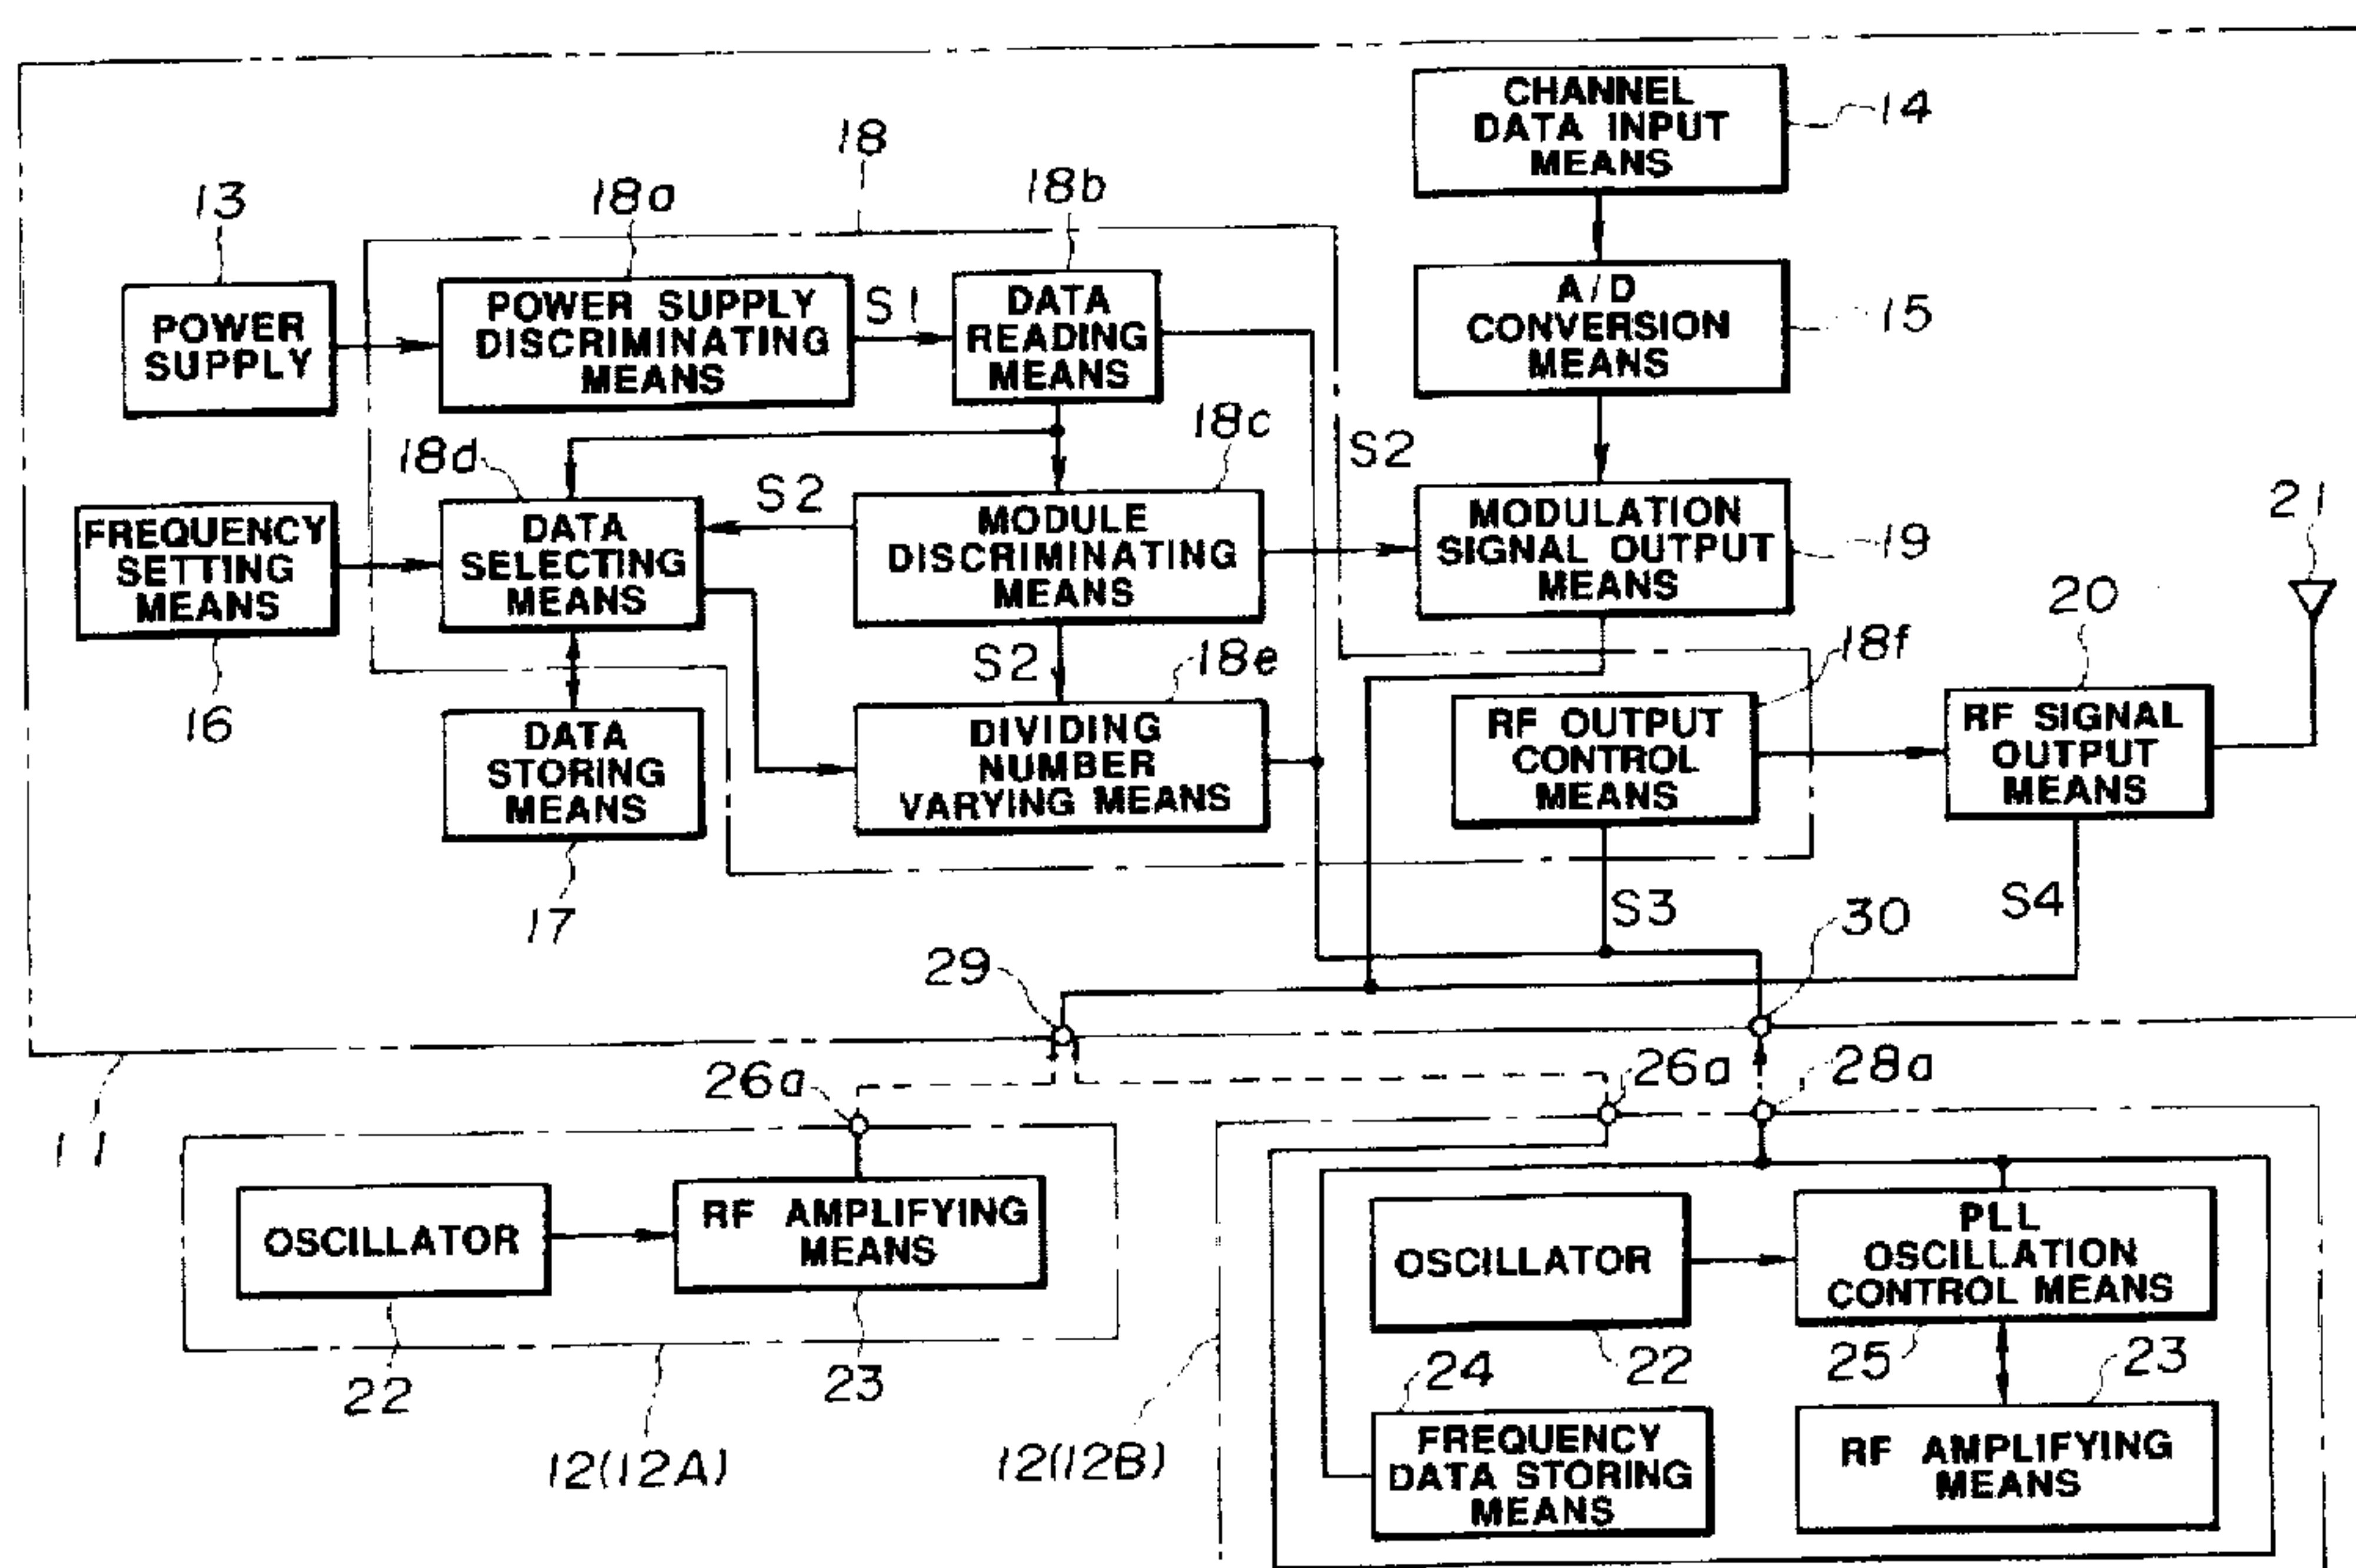 CHANNEL
DATA INPUT
MEANS
14
18
13
18a
18b
POWER
SUPPLY
POWER SUPPLY
DISCRIMINATING
MEANS
S1
DATA
READING
MEANS
A/D
CONVERSION
MEANS
15
18d
18c
S2
S2
FREQUENCY
SETTING
MEANS
16
DATA
SELECTING
MEANS
MODULE
DISCRIMINATING
MEANS
MODULATION
SIGNAL OUTPUT
MEANS
19
21
20
S2
18e
18f
DATA
STORING
MEANS
17
DIVIDING
NUMBER
VARYING MEANS
RF OUTPUT
CONTROL
MEANS
RF SIGNAL
OUTPUT
MEANS
S3
S4
30
29
11
26a
26a
28a
OSCILLATOR
22
RF AMPLIFYING
MEANS
23
12(12A)
12(12B)
OSCILLATOR
22
PLL
OSCILLATION
CONTROL MEANS
25
23
24
FREQUENCY
DATA STORING
MEANS
RF AMPLIFYING
MEANS